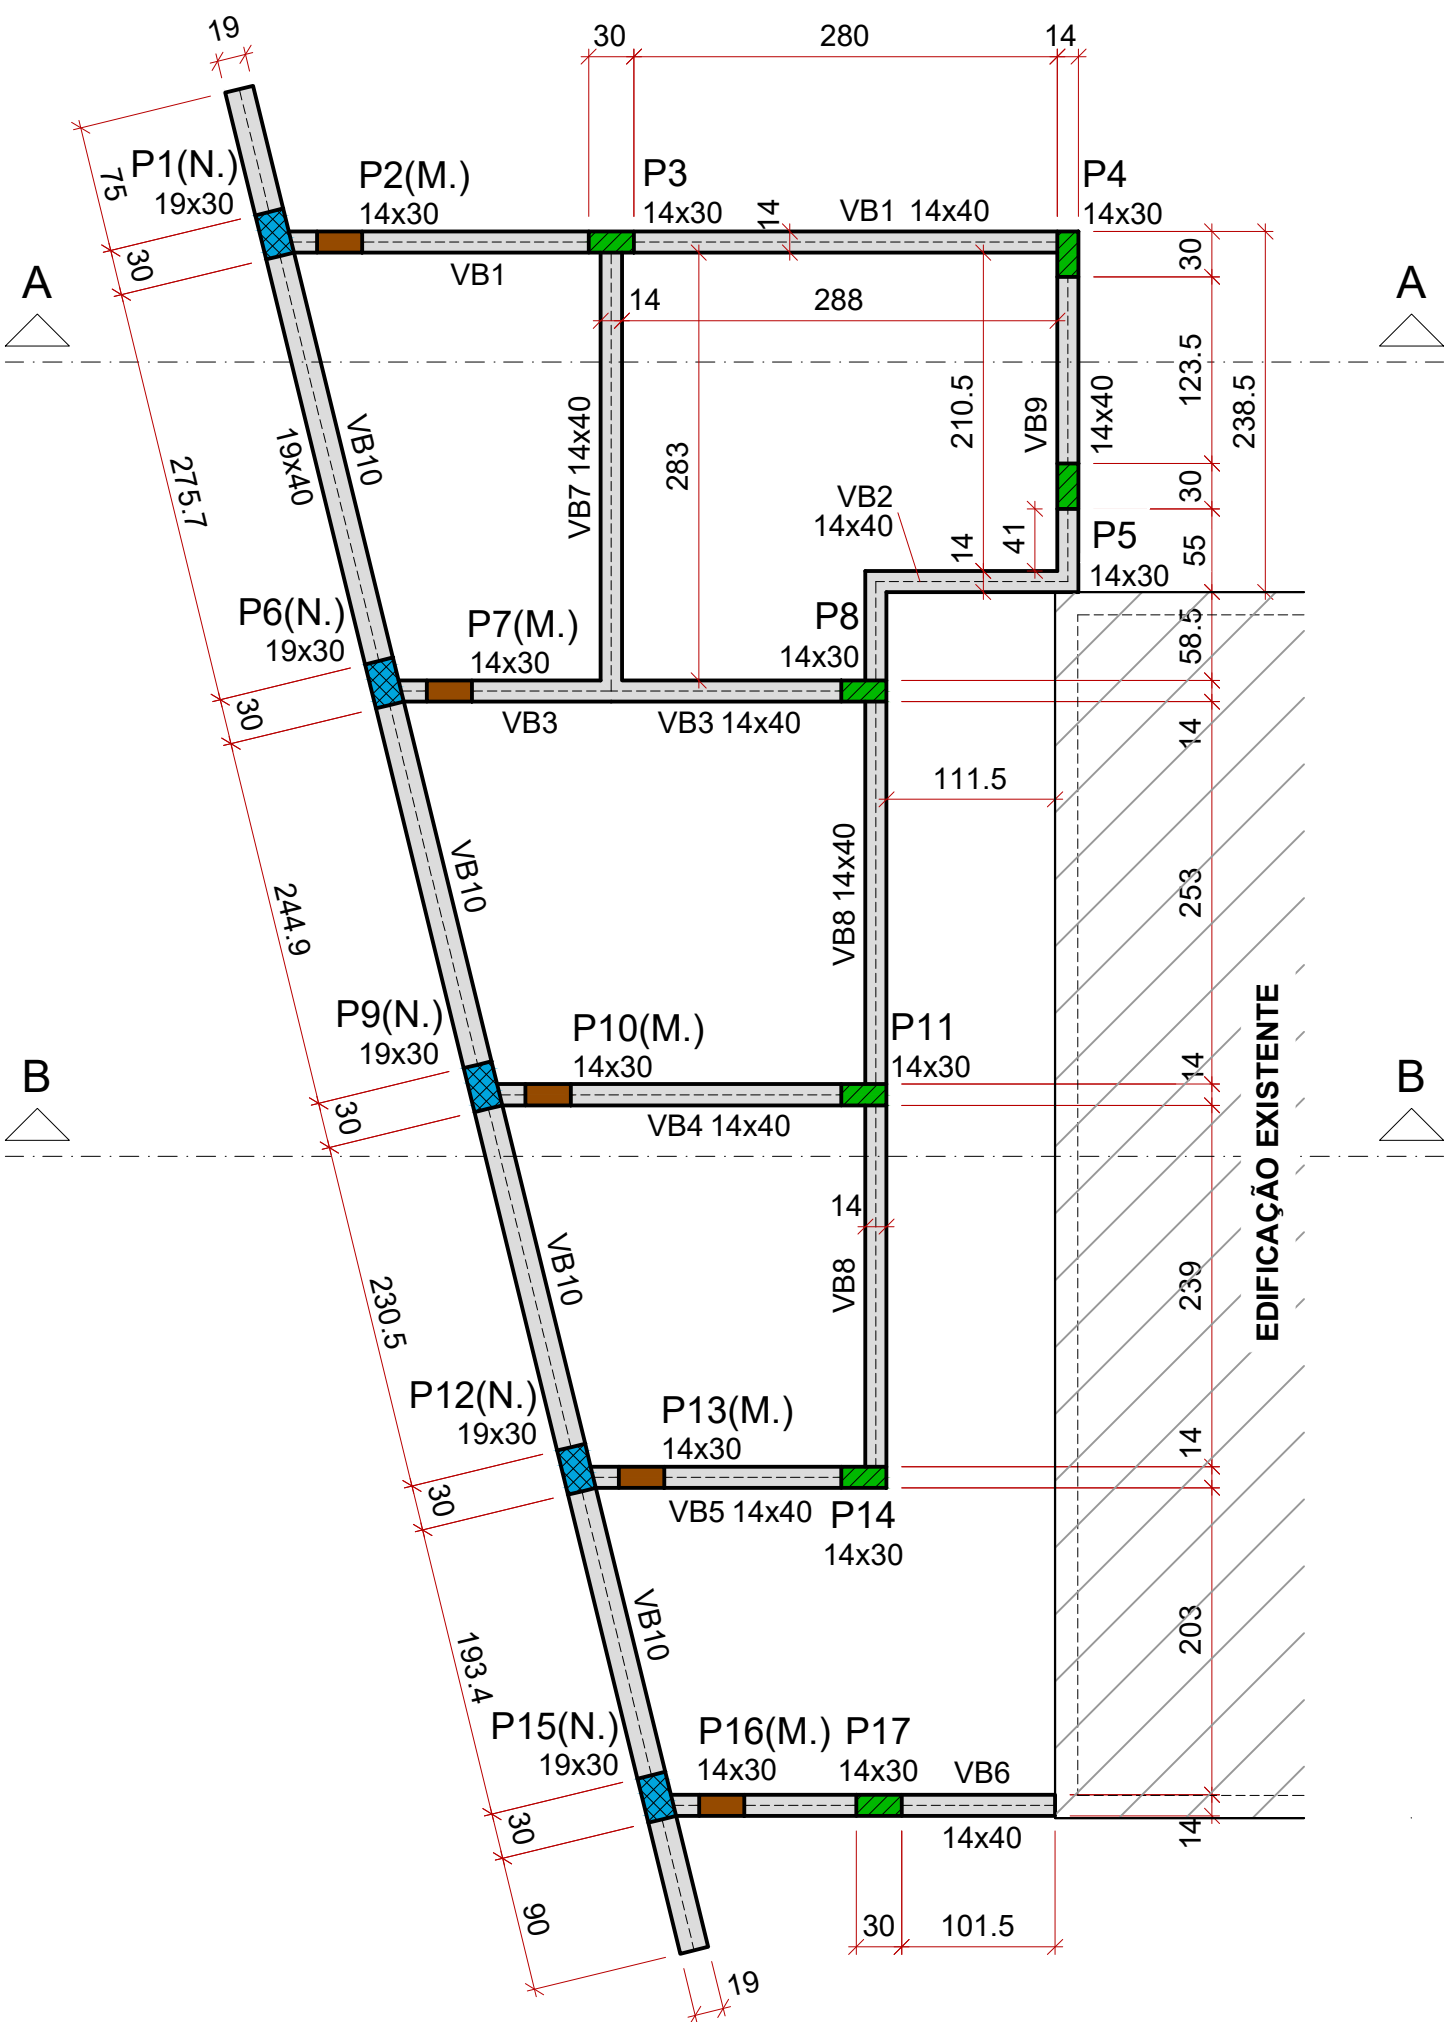 19
30
280
14
P1(N.)
19x30
P2(M.)
14x30
P3
14x30
14
VB1 14x40
P4
14x30
75
30
30
A
A
VB1
14
288
123.5
238.5
VB10
19x40
275.7
VB7 14x40
283
210.5
VB9
14x40
VB2
14x40
30
14
41
P5
14x30
55
P6(N.)
19x30
P7(M.)
14x30
P8
14x30
58.5
30
VB3
VB3 14x40
14
111.5
VB10
244.9
VB8 14x40
253
P9(N.)
19x30
P10(M.)
14x30
P11
14x30
B
14
B
30
VB4 14x40
EDIFICAÇÃO EXISTENTE
14
VB10
230.5
VB8
239
P12(N.)
19x30
P13(M.)
14x30
14
30
VB5 14x40
P14
14x30
VB10
193.4
203
P15(N.)
19x30
P16(M.)
14x30
P17
14x30
VB6
30
14x40
14
90
30
101.5
19